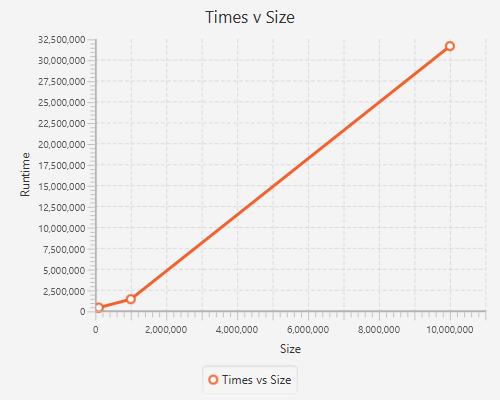 Times v Size
32,500,000
30,000,000
27,500,000
25,000,000
22,500,000
20,000,000
17,500,000
15,000,000
12,500,000
10,000,000
7,500,000
5,000,000
2,500,000
0
Runtime
0 2,000,000 4,000,000 6,000,000 8,000,000 10,000,000
Size
Times vs Size